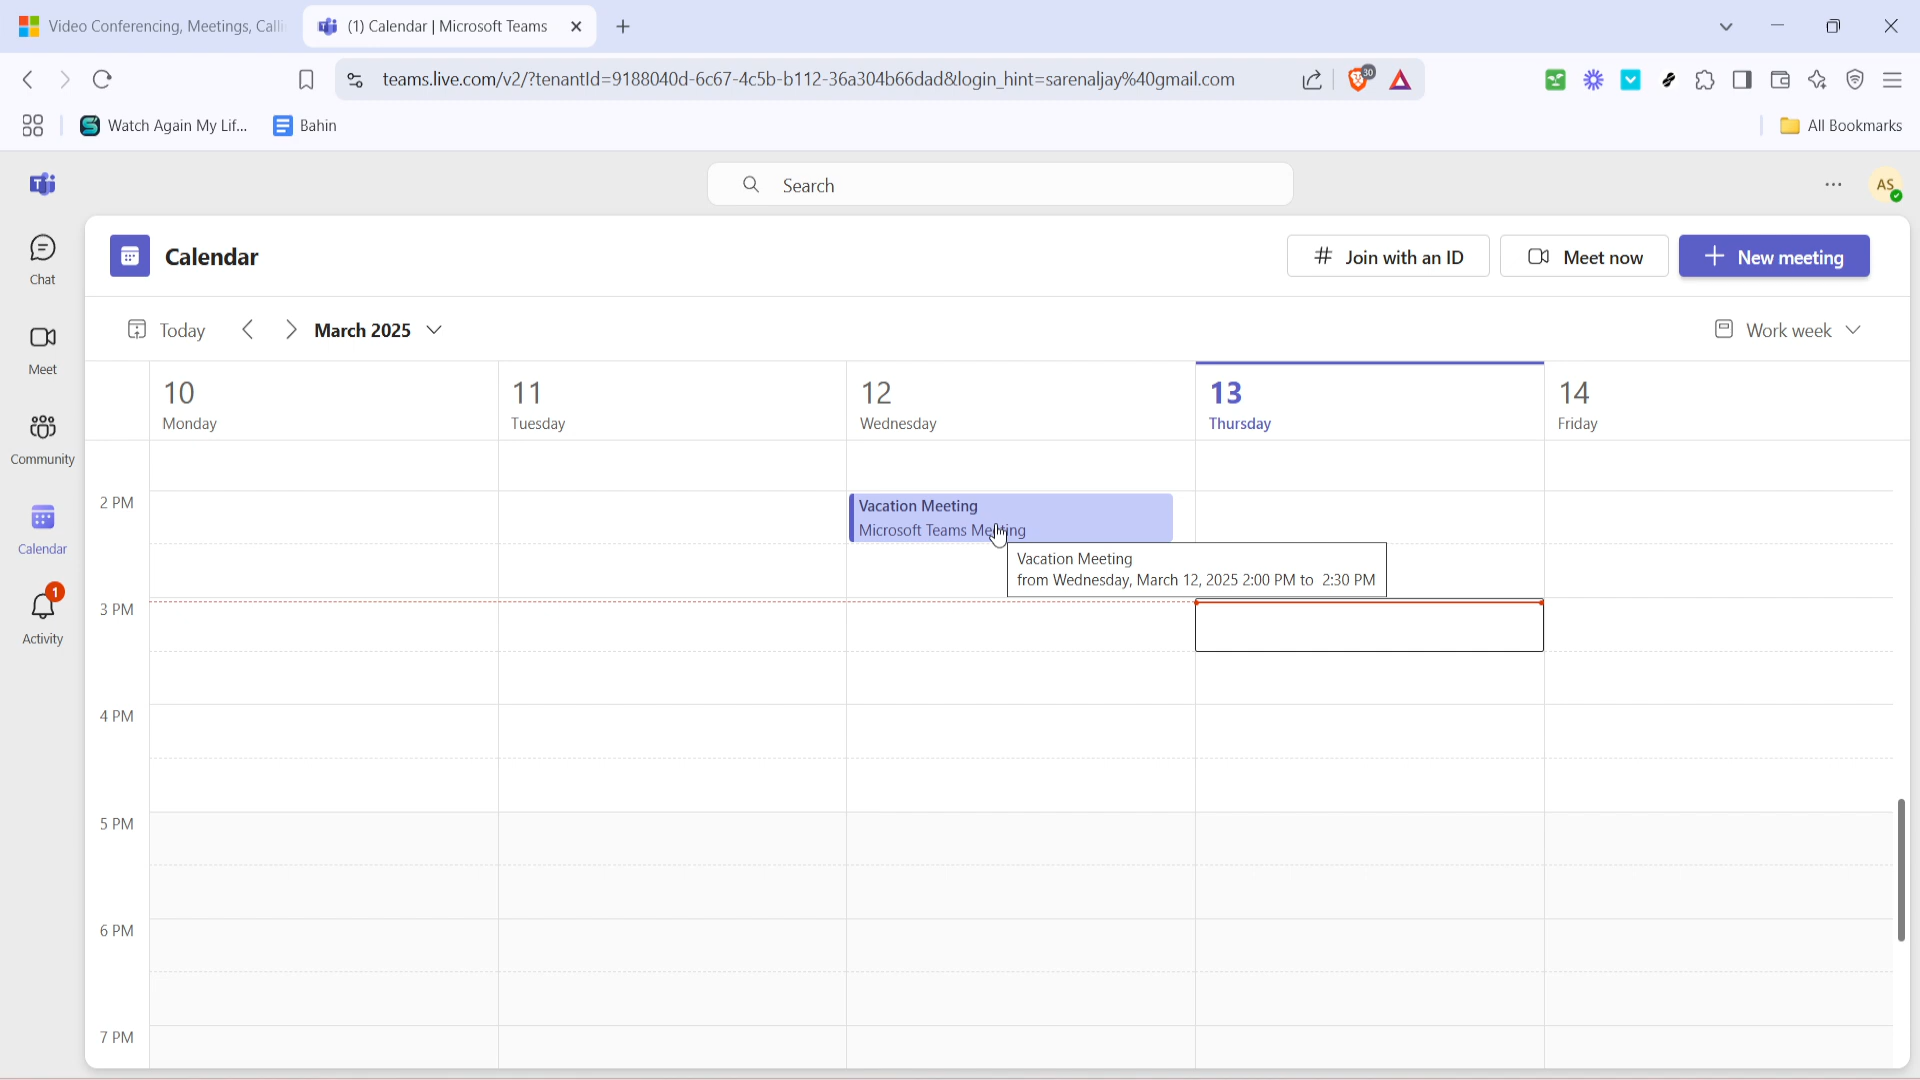 Video Conferencing, Meetings, Calli
(1) Calendar | Microsoft Teams
teams.live.com/v2/?tenantId=9188040d-6c67-4c5b-b112-36a304b66dad&login_hint=sarenaljay%40gmail.com
30
Watch Again My Lif...
Bahin
All Bookmarks
Search
AS
Chat
Meet
Community
Calendar
1
Activity
Calendar
# Join with an ID
Meet now
+ New meeting
Today
March 2025
Work week
10
Monday
11
Tuesday
12
Wednesday
13
Thursday
14
Friday
2 PM
3 PM
4 PM
5 PM
6 PM
7 PM
Vacation Meeting
Microsoft Teams Meeting
Vacation Meeting
from Wednesday, March 12, 2025 2:00 PM to 2:30 PM